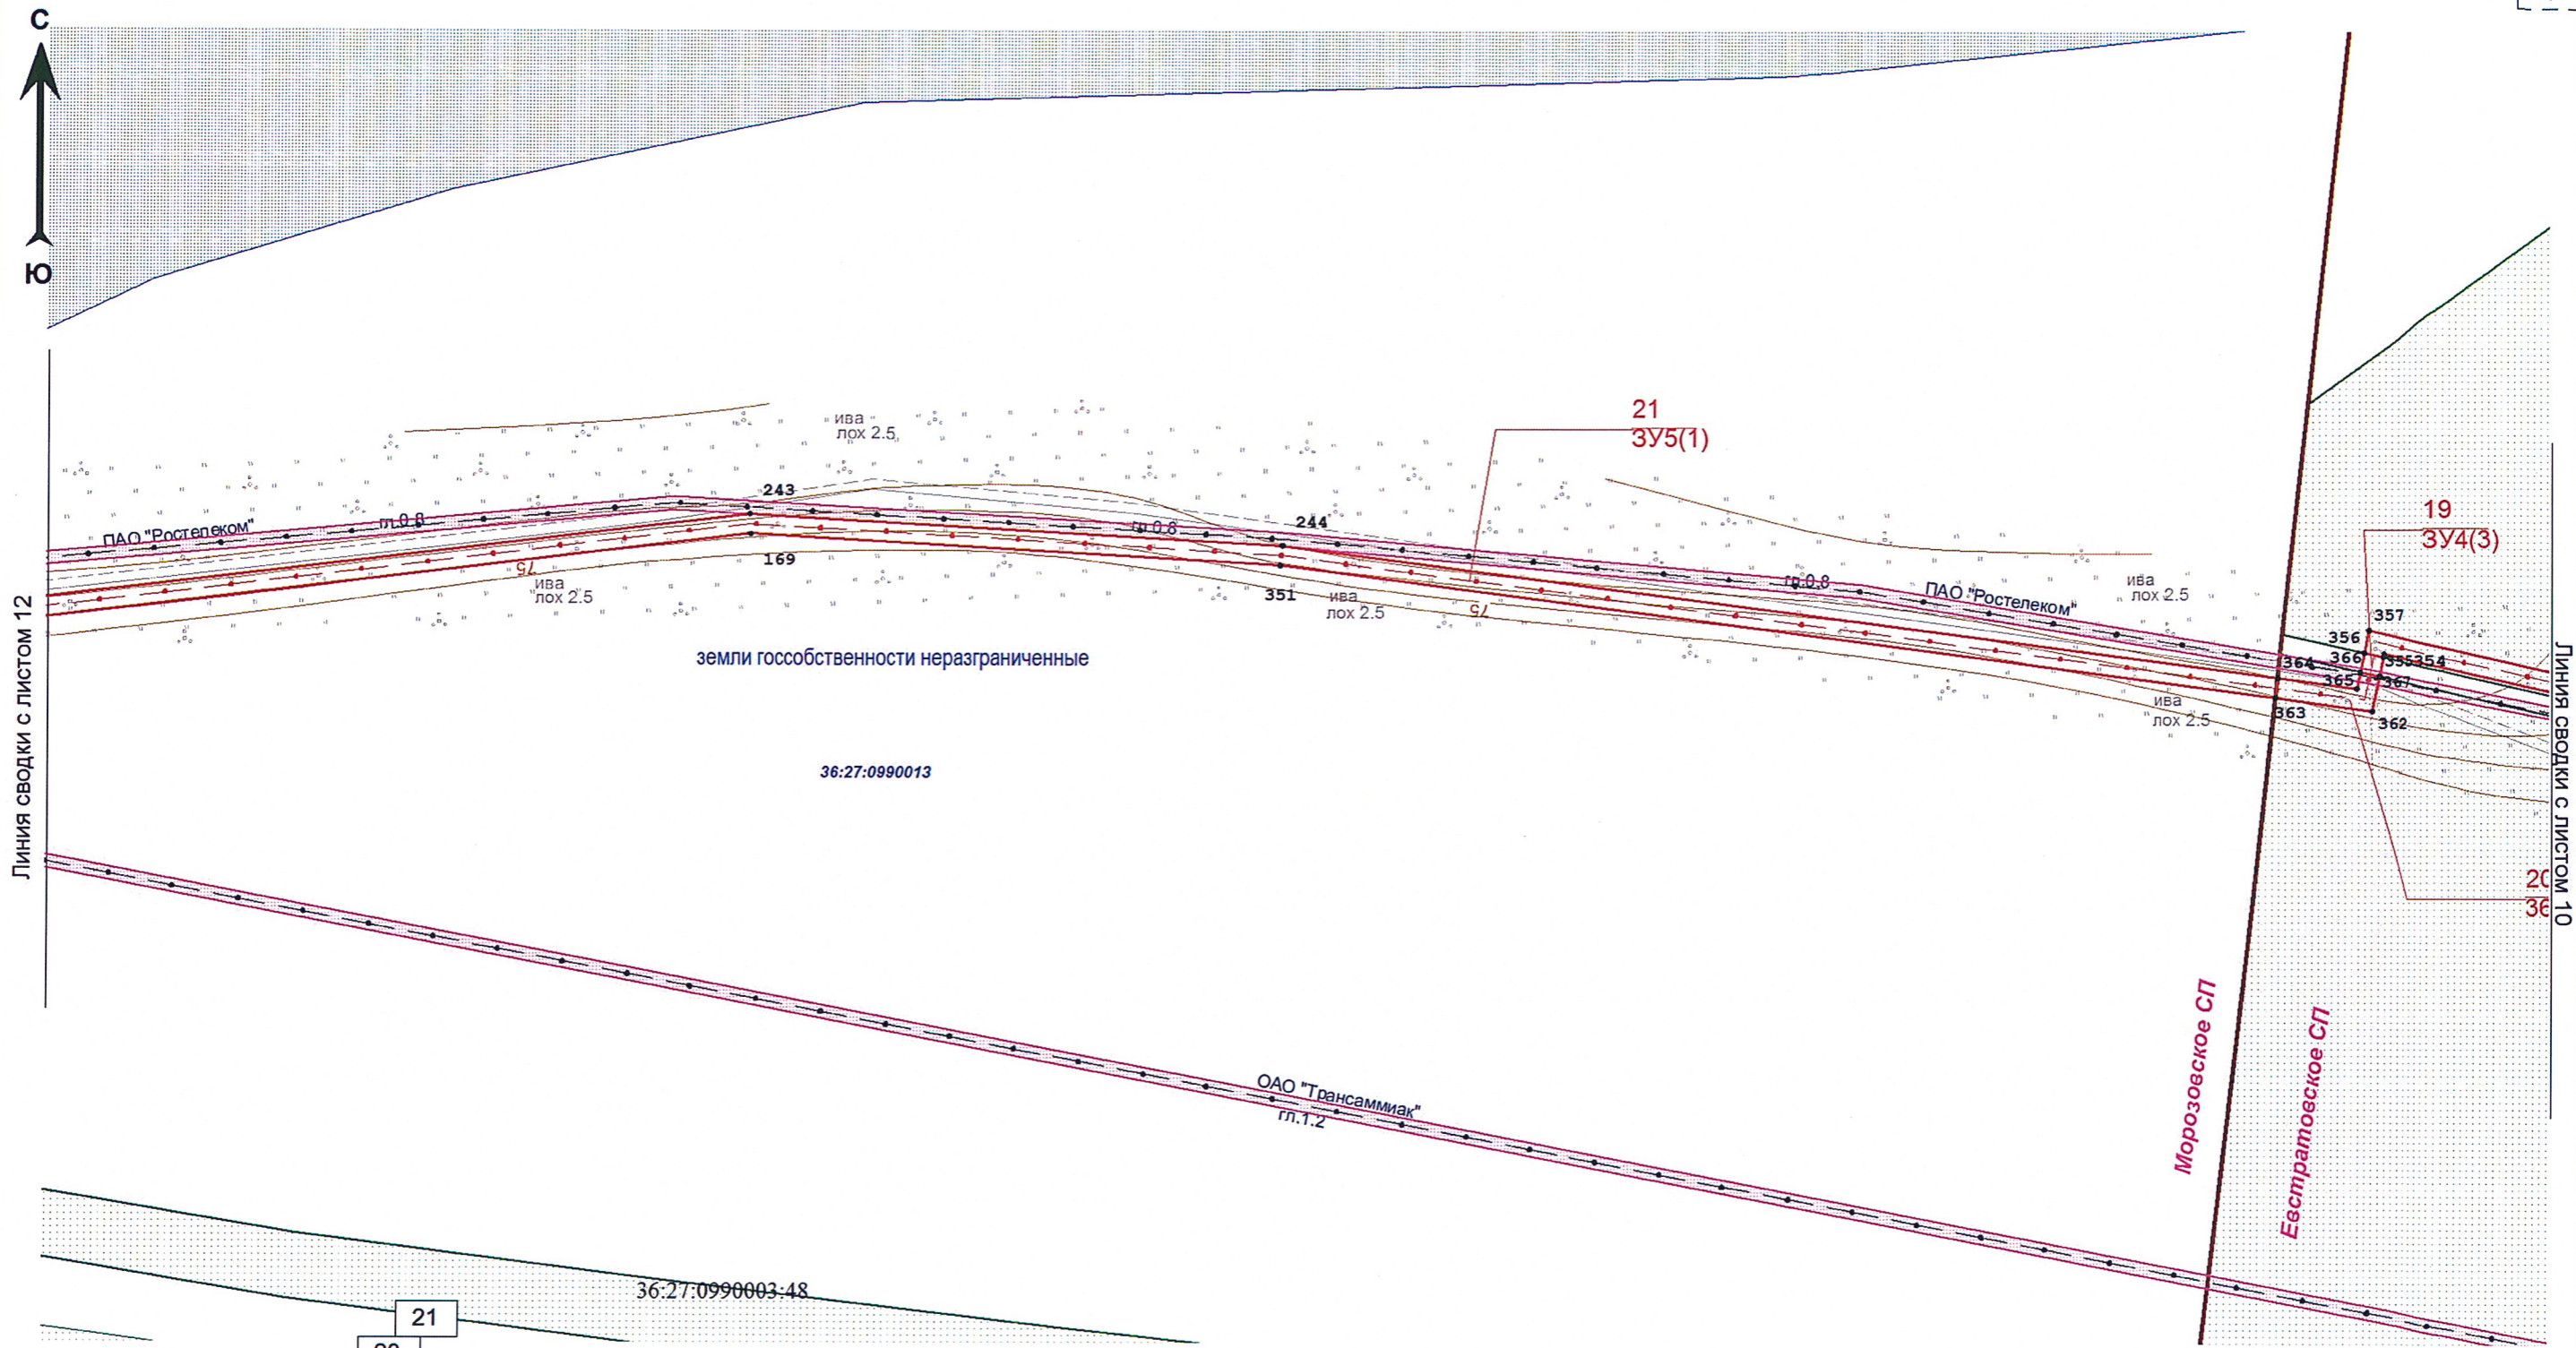 С
Ю
21
ЗУ5(1)
ива
лох 2.5
243
ПАО "Ростелеком"
гл.0.8
гл.0.8
244
19
ЗУ4(3)
169
75
ива
лох 2.5
351
ива
лох 2.5
75
гл.0.8
ПАО "Ростелеком"
ива
лох 2.5
357
356
364
366
355
354
365
367
363
362
ива
лох 2.5
земли госсобственности неразграниченные
36:27:0990013
Линия сводки с листом 12
Линия сводки с листом 10
20
36
Морозовское СП
Евстратовское СП
ОАО "Трансаммиак"
гл.1.2
36:27:0990003:48
21